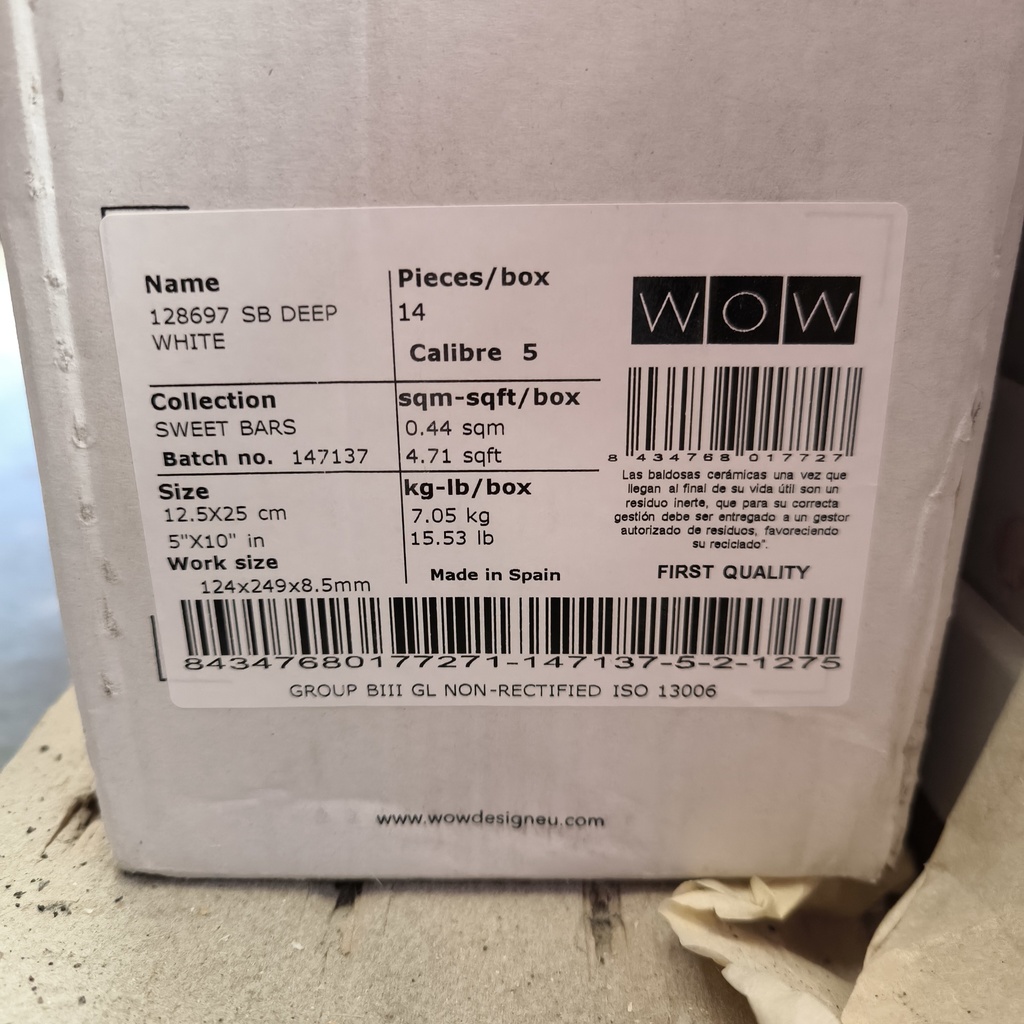 Name
128697 SB DEEP
WHITE
Pieces/box
14
Calibre 5
WOW
Collection
SWEET BARS
Batch no. 147137
sqm-sqft/box
0.44 sqm
4.71 sqft
8 434768 017727
Las baldosas cerámicas una vez que
llegan al final de su vida útil son un
residuo inerte, que para su correcta
gestión debe ser entregado a un gestor
autorizado de residuos, favoreciendo
su reciclado".
Size
12.5X25 cm
5"X10" in
Work size
124x249x8.5mm
kg-lb/box
7.05 kg
15.53 lb
Made in Spain
FIRST QUALITY
84347680177271-147137-5-2-1275
GROUP BIII GL NON-RECTIFIED ISO 13006
www.wowdesigneu.com